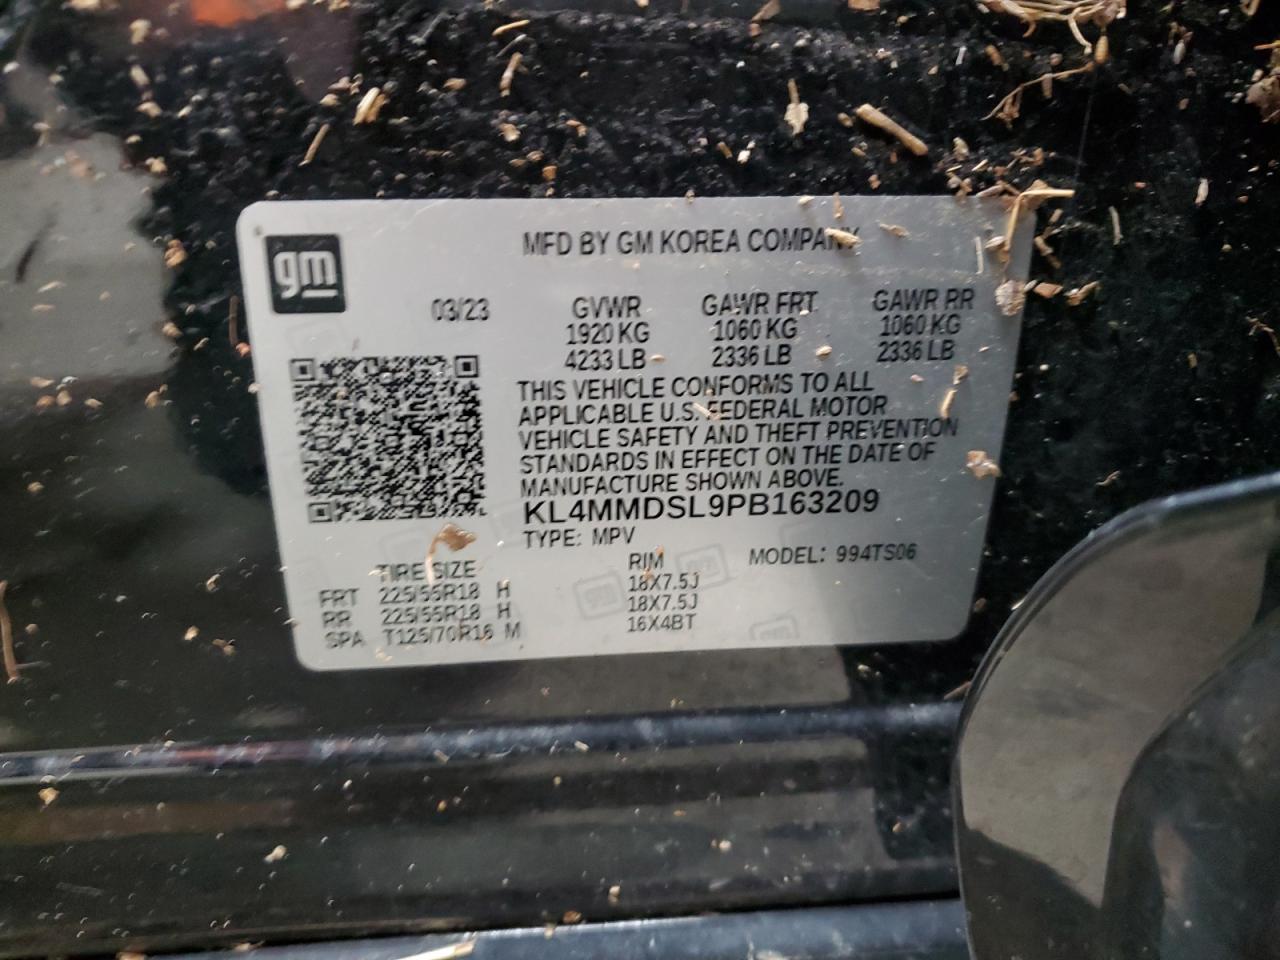 gm
MFD BY GM KOREA COMPANY
03/23 GVWR GAWR FRT GAWR RR
1920 KG 1060 KG 1060 KG
4233 LB 2336 LB 2336 LB
THIS VEHICLE CONFORMS TO ALL
APPLICABLE U.S. FEDERAL MOTOR
VEHICLE SAFETY AND THEFT PREVENTION
STANDARDS IN EFFECT ON THE DATE OF
MANUFACTURE SHOWN ABOVE.
KL4MMDSL9PB163209
TYPE: MPV
TIRE SIZE RIM MODEL: 994TS06
FRT 225/55R18 H 18X7.5J
RR 225/55R18 H 18X7.5J
SPA T125/70R16 M 16X4BT